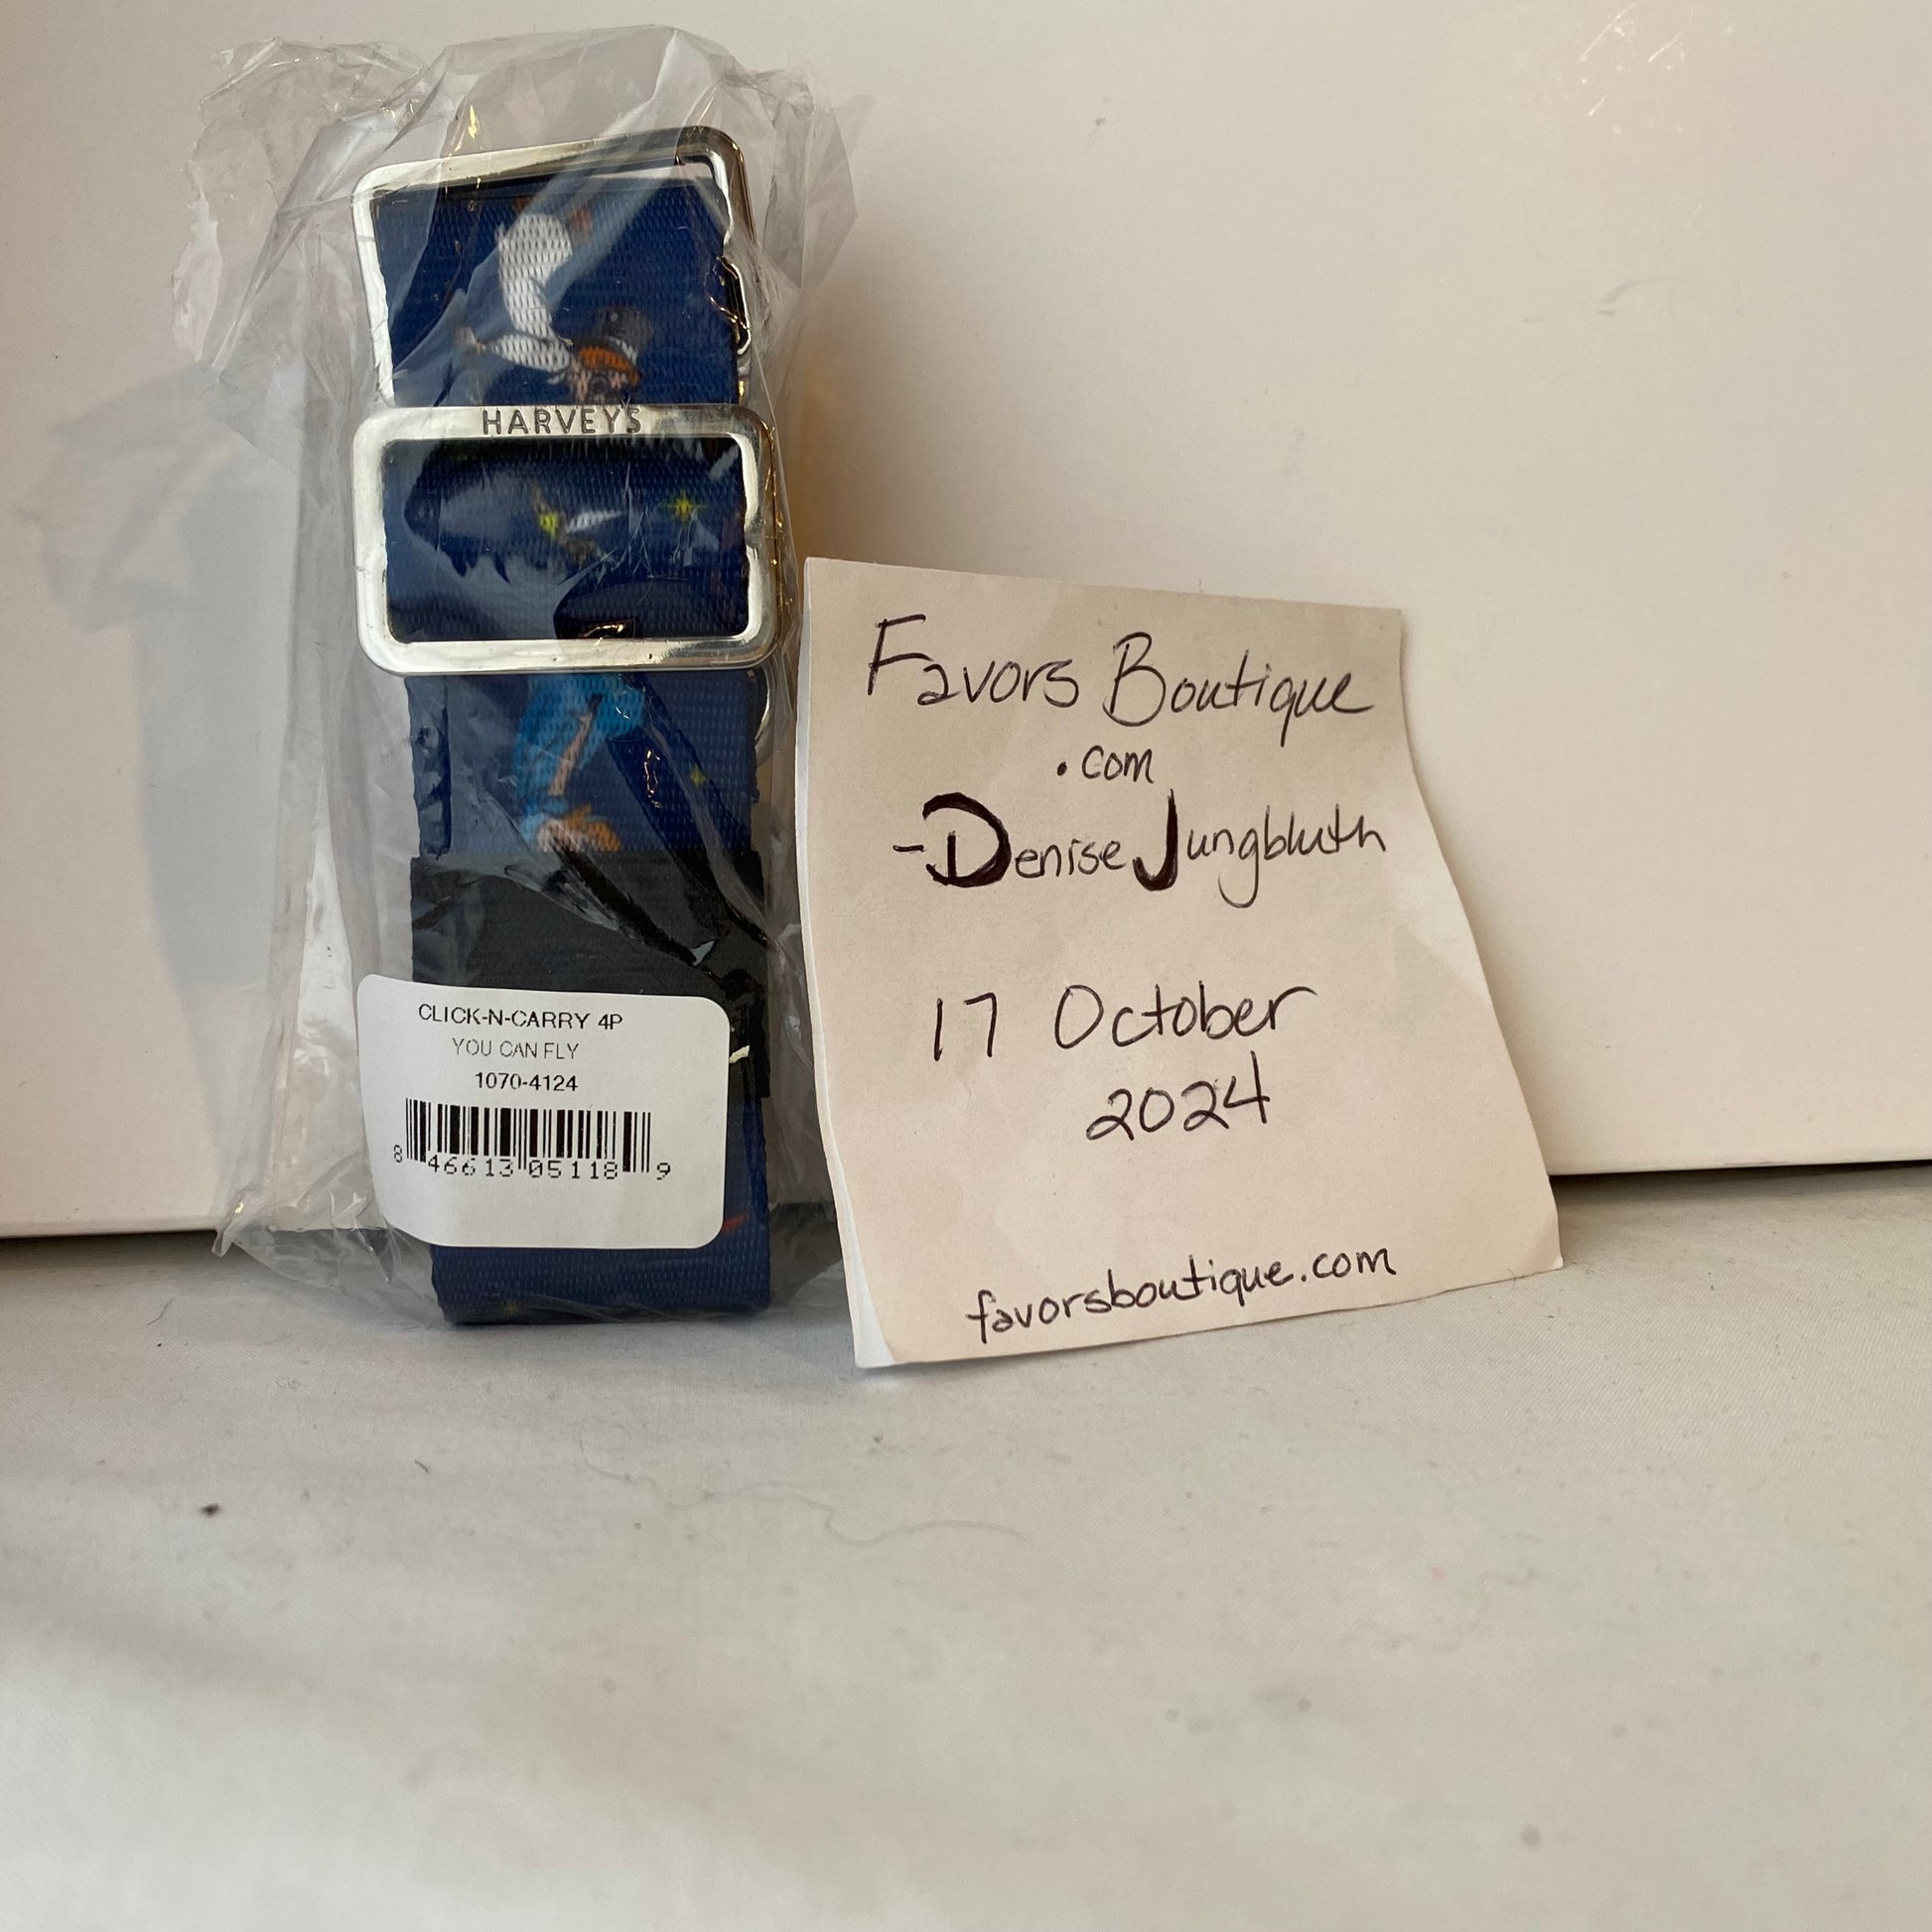 HARVEYS
CLICK-N-CARRY 4P
YOU CAN FLY
1070-4124
8 46613 05118 9
Favors Boutique
.com
-Denise Jungbluth
17 October
2024
favorsboutique.com